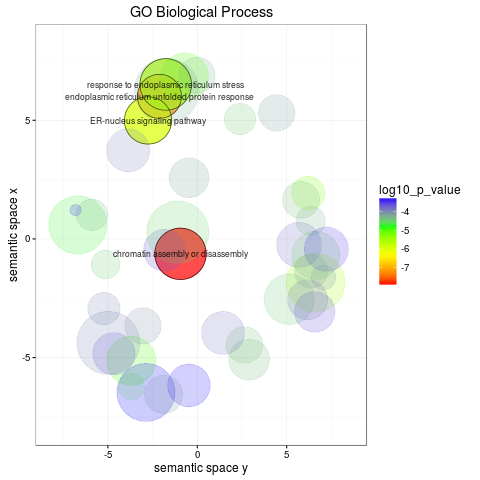 GO Biological Process
response to endoplasmic reticulum stress
endoplasmic reticulum unfolded protein response
ER-nucleus signaling pathway
chromatin assembly or disassembly
semantic space x
5
0
-5
-5
0
5
semantic space y
log10_p_value
-4
-5
-6
-7